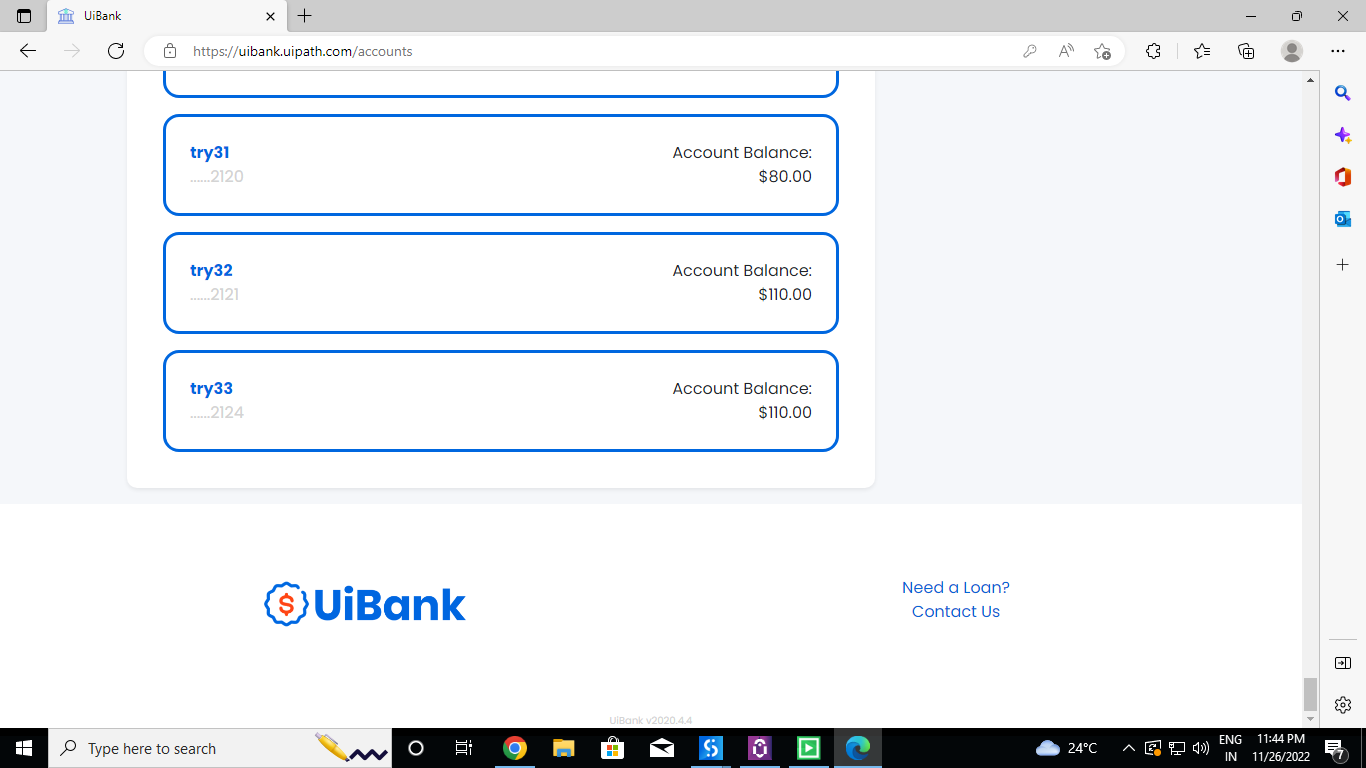 UiBank
https://uibank.uipath.com/accounts
try31
Account Balance:
......2120
$80.00
try32
Account Balance:
......2121
$110.00
try33
Account Balance:
......2124
$110.00
$ UiBank
Need a Loan?
Contact Us
UiBank v2020.4.4
Type here to search
24°C
ENG
IN
11:44 PM
11/26/2022
7